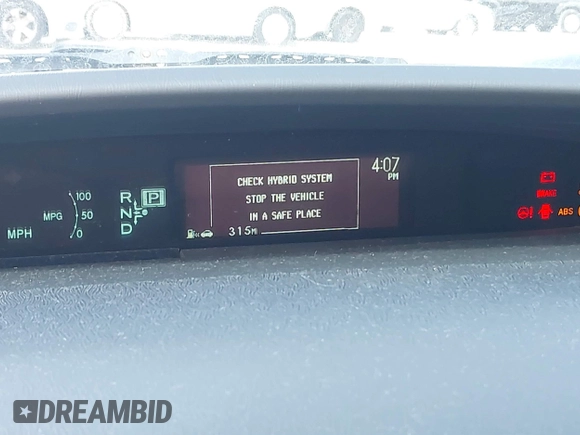 4:07
PM
CHECK HYBRID SYSTEM
STOP THE VEHICLE
IN A SAFE PLACE
315MI
MPH
MPG
100
50
0
R
N
D
P
BRAKE
ABS
DREAMBID